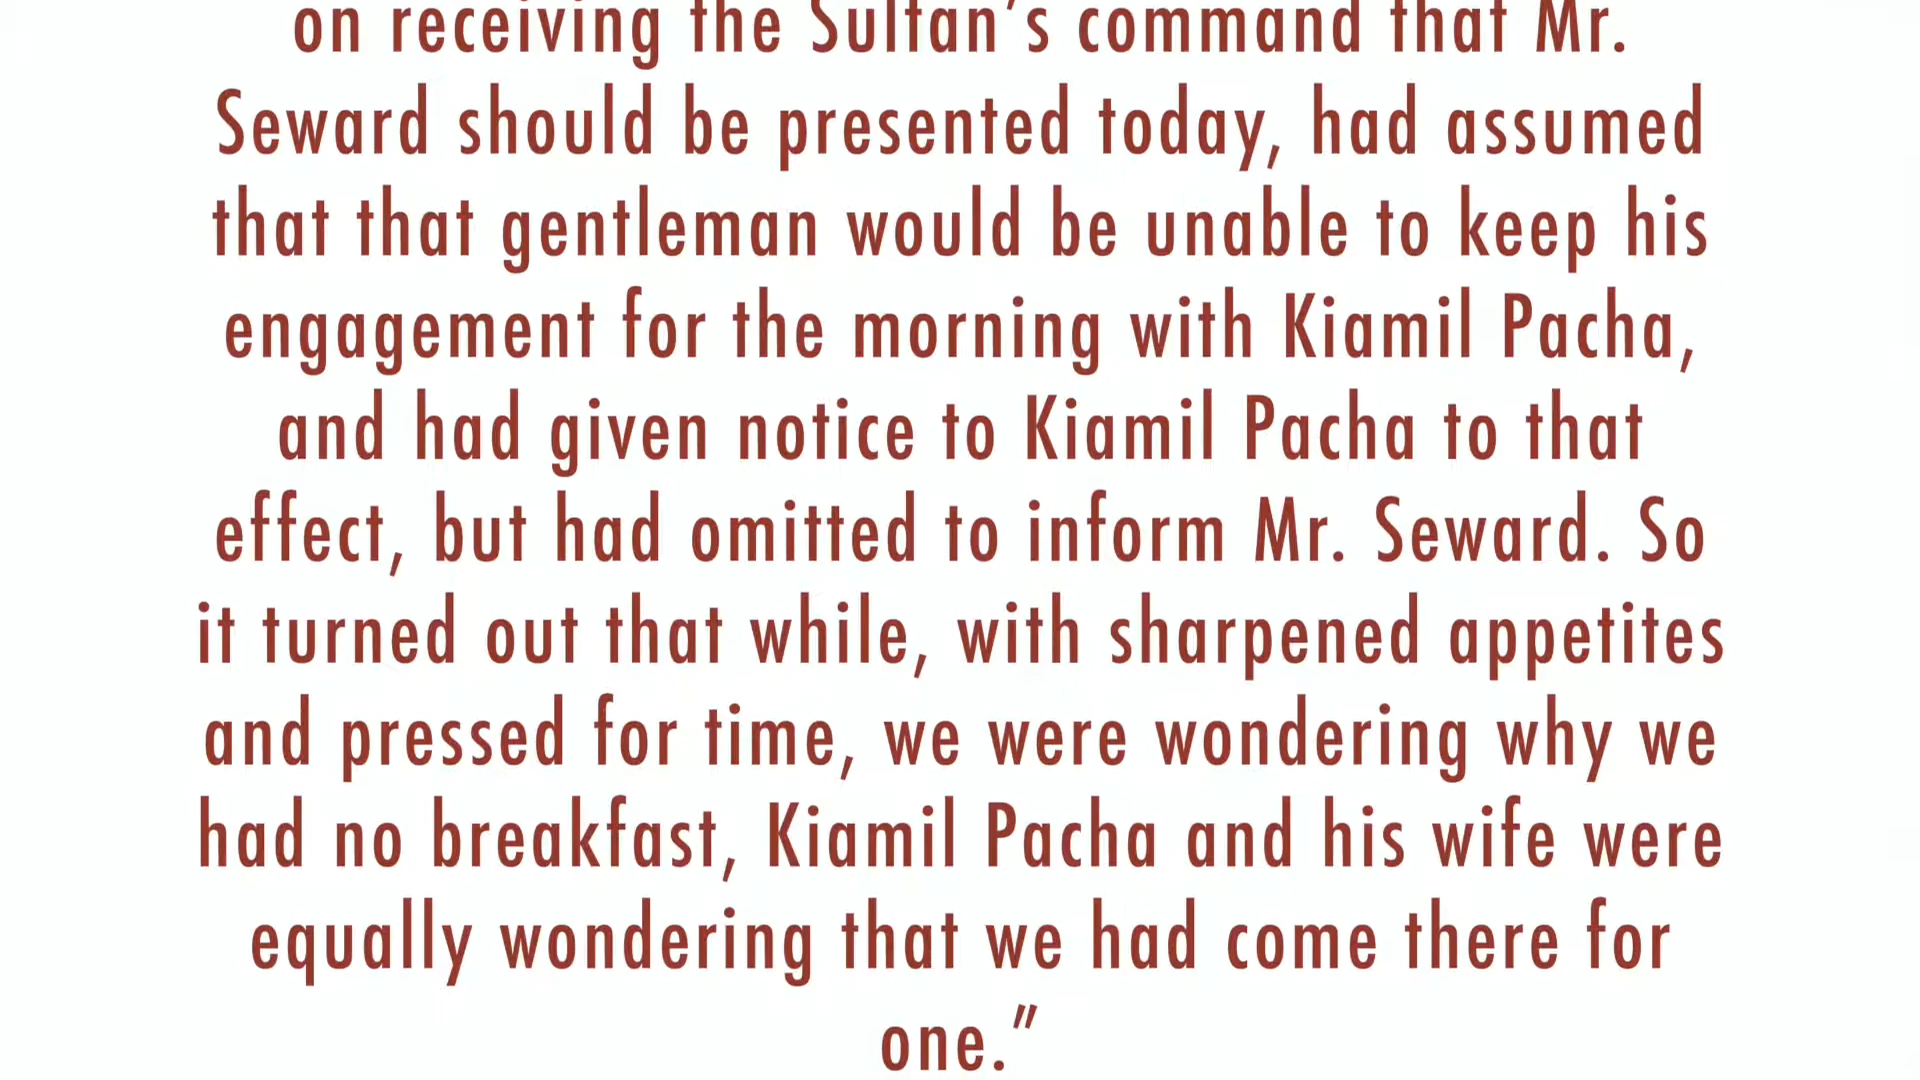 on receiving the Sultan’s command that Mr.
Seward should be presented today, had assumed
that that gentleman would be unable to keep his
engagement for the morning with Kiamil Pacha,
and had given notice to Kiamil Pacha to that
effect, but had omitted to inform Mr. Seward. So
it turned out that while, with sharpened appetites
and pressed for time, we were wondering why we
had no breakfast, Kiamil Pacha and his wife were
equally wondering that we had come there for
one.”